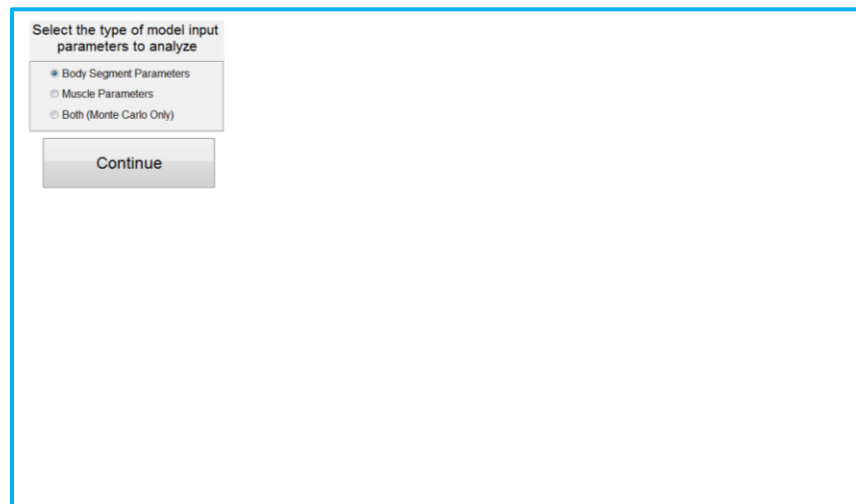 Select the type of model input
parameters to analyze
Body Segment Parameters
Muscle Parameters
Both (Monte Carlo Only)
Continue